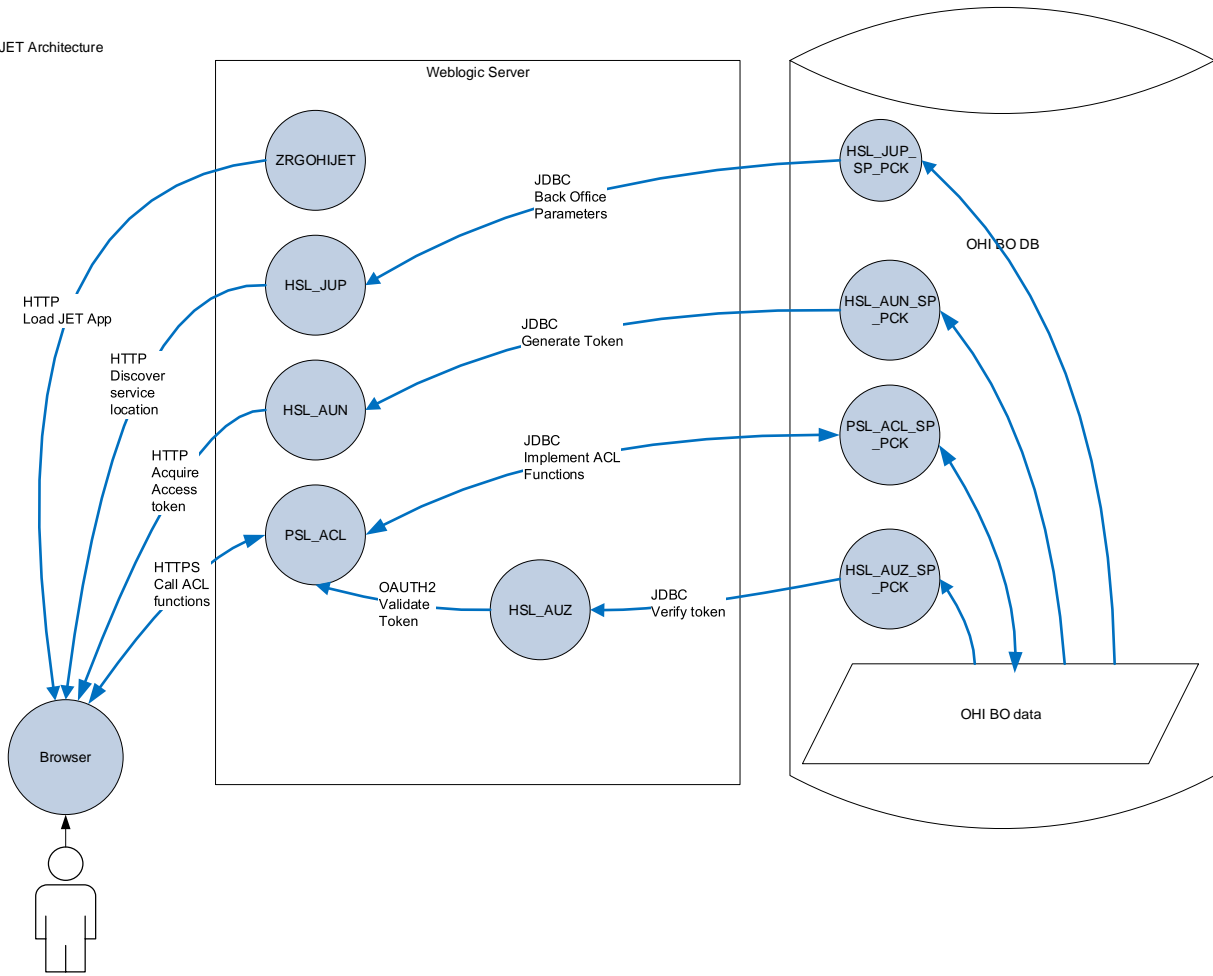 JET Architecture
Weblogic Server
ZRGOHIJET
HSL_JUP_
SP_PCK
JDBC
Back Office
Parameters
OHI BO DB
HSL_JUP
HSL_AUN_SP
_PCK
HTTP
Load JET App
JDBC
Generate Token
HTTP
Discover
service
location
HSL_AUN
PSL_ACL_SP
_PCK
JDBC
Implement ACL
Functions
HTTP
Acquire
Access
token
PSL_ACL
HTTPS
Call ACL
functions
OAUTH2
Validate
Token
HSL_AUZ
JDBC
Verify token
HSL_AUZ_SP
_PCK
OHI BO data
Browser